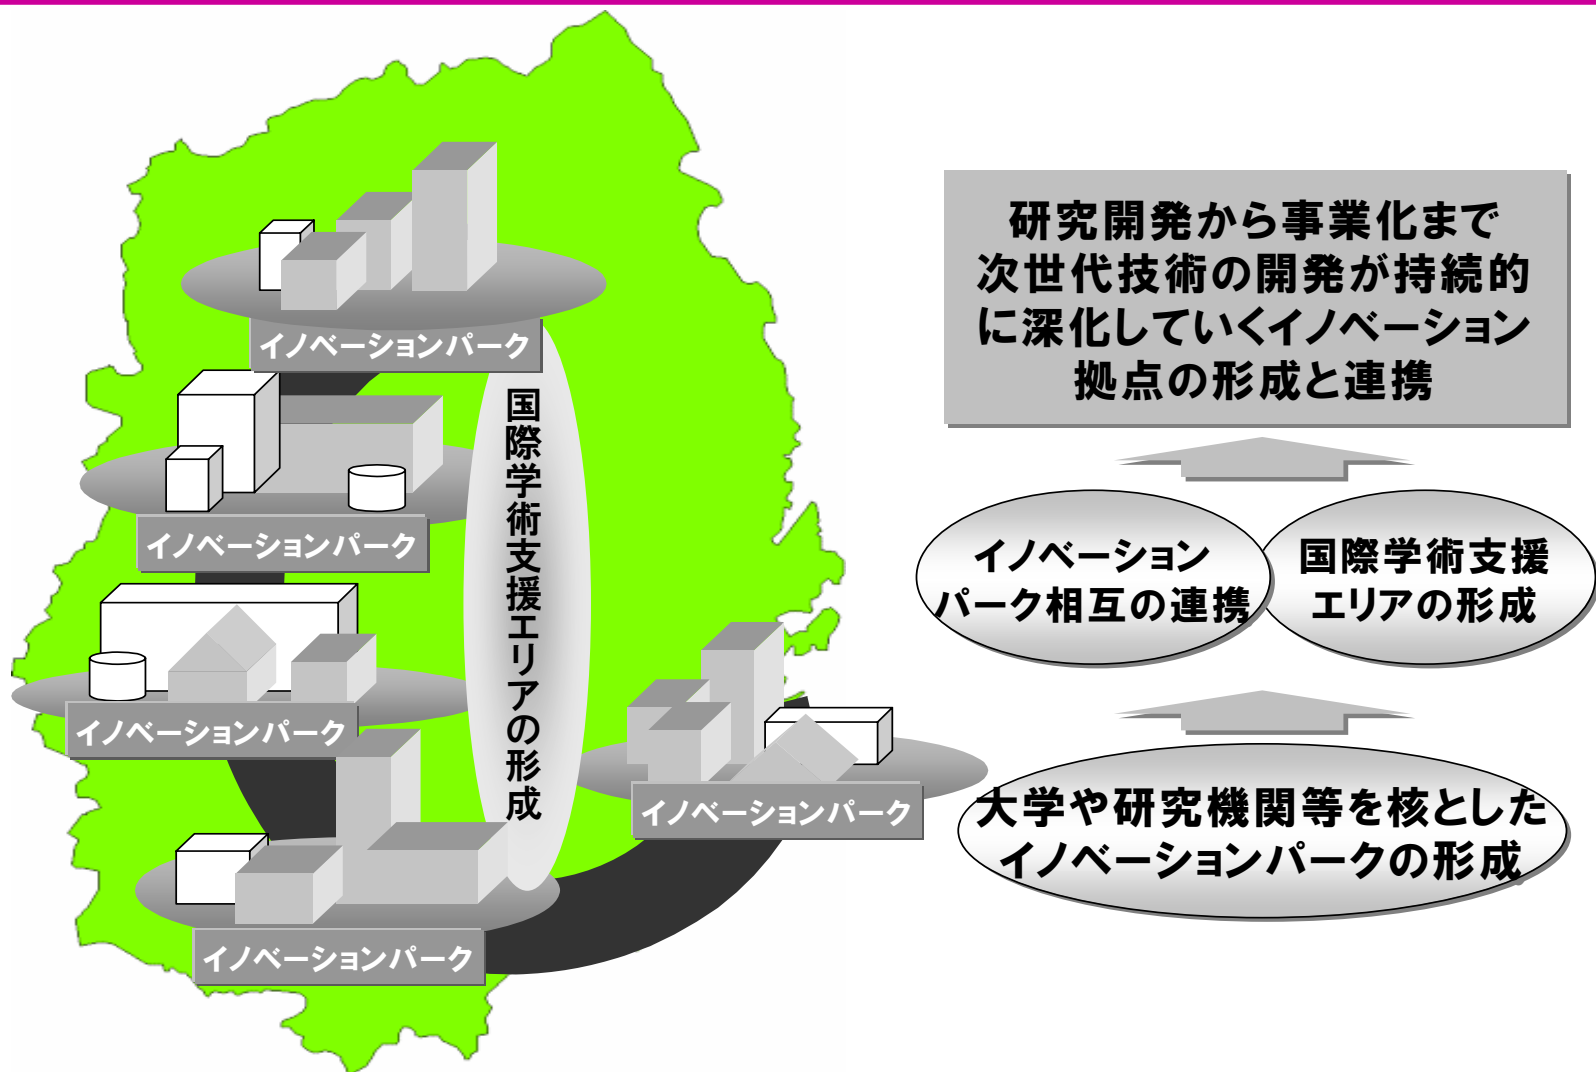 イノベーションパーク
イノベーションパーク
イノベーションパーク
イノベーションパーク
イノベーションパーク
国際学術支援エリアの形成
研究開発から事業化まで
次世代技術の開発が持続的
に深化していくイノベーション
拠点の形成と連携
イノベーション
パーク相互の連携
国際学術支援
エリアの形成
大学や研究機関等を核とした
イノベーションパークの形成